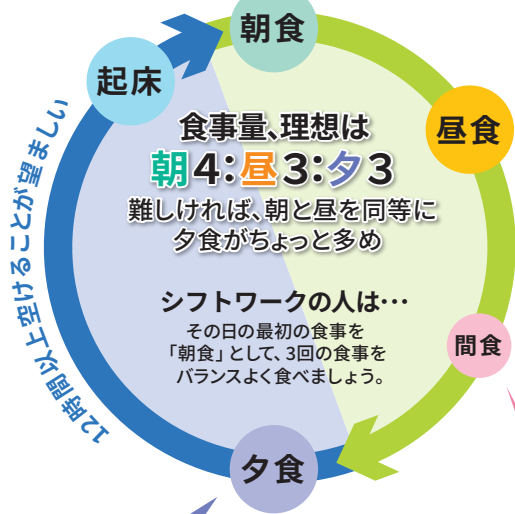 朝食
起床
昼食
食事量、理想は
朝4:昼3:夕3
難しければ、朝と昼を同等に
夕食がちょっと多め
12時間以上空けることが望ましい
シフトワークの人は…
その日の最初の食事を
「朝食」として、3回の食事を
バランスよく食べましょう。
間食
夕食